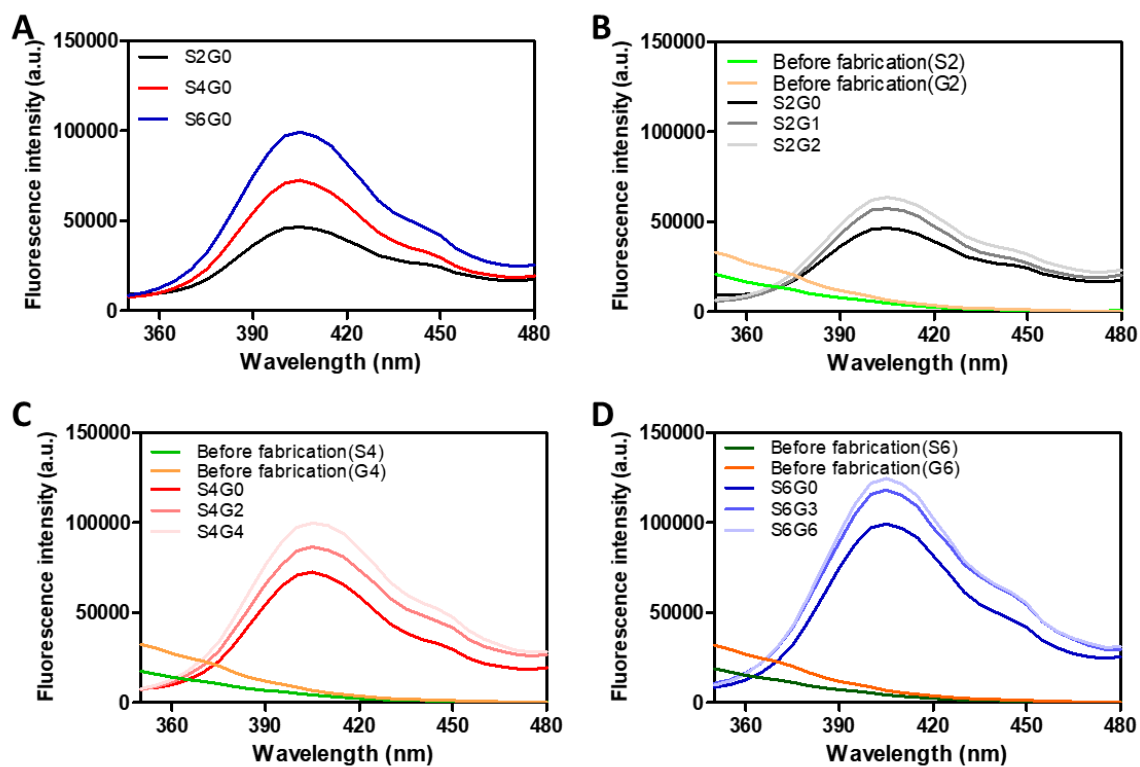 A
Fluorescence intensity (a.u.)
150000
100000
50000
0
S2G0
S4G0
S6G0
360 390 420 450 480
Wavelength (nm)
B
Fluorescence intensity (a.u.)
150000
100000
50000
0
Before fabrication(S2)
Before fabrication(G2)
S2G0
S2G1
S2G2
360 390 420 450 480
Wavelength (nm)
C
Fluorescence intensity (a.u.)
150000
100000
50000
0
Before fabrication(S4)
Before fabrication(G4)
S4G0
S4G2
S4G4
360 390 420 450 480
Wavelength (nm)
D
Fluorescence intensity (a.u.)
150000
100000
50000
0
Before fabrication(S6)
Before fabrication(G6)
S6G0
S6G3
S6G6
360 390 420 450 480
Wavelength (nm)